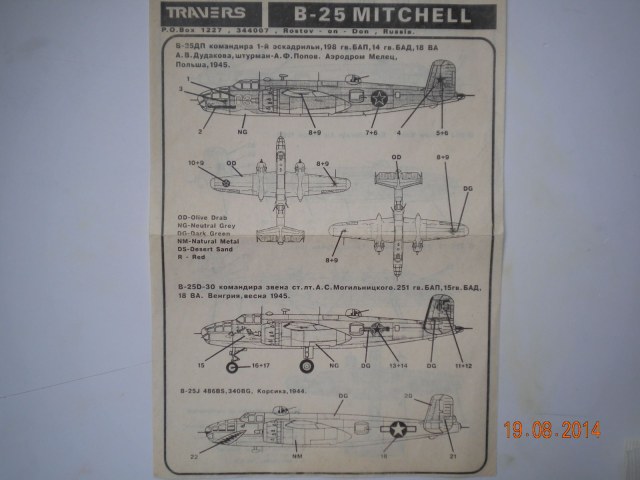 TRAVERS
B-25 MITCHELL
P.O.Box 1227 , 344007 , Rostov - on - Don , Russia.
Б-25ДП командира 1-й эскадрильи, 198 гв.БАП,14 гв.БАД, 18 ВА
А.В.Дудакова,штурман-А.Ф.Попов. Аэродром Мелец,
Польша,1945.
1
3
2
NG
8+9
7+6
4
10+9
OD
8+9
OD
8+9
DG
8+9
OD-Olive Drab
NG-Neutral Grey
DG-Dark Green
NM-Natural Metal
DS-Desert Sand
R - Red
B-25D-30 командира звена ст.лт.А.С.Могильницкого.251 гв.БАП,15гв.БАД,
18 ВА. Венгрия,весна 1945.
15
16+17
NG
DG
13+14
DG
11+12
B-25J 486BS,340BG, Корсика,1944.
DG
20
22
NM
21
19.08.2014